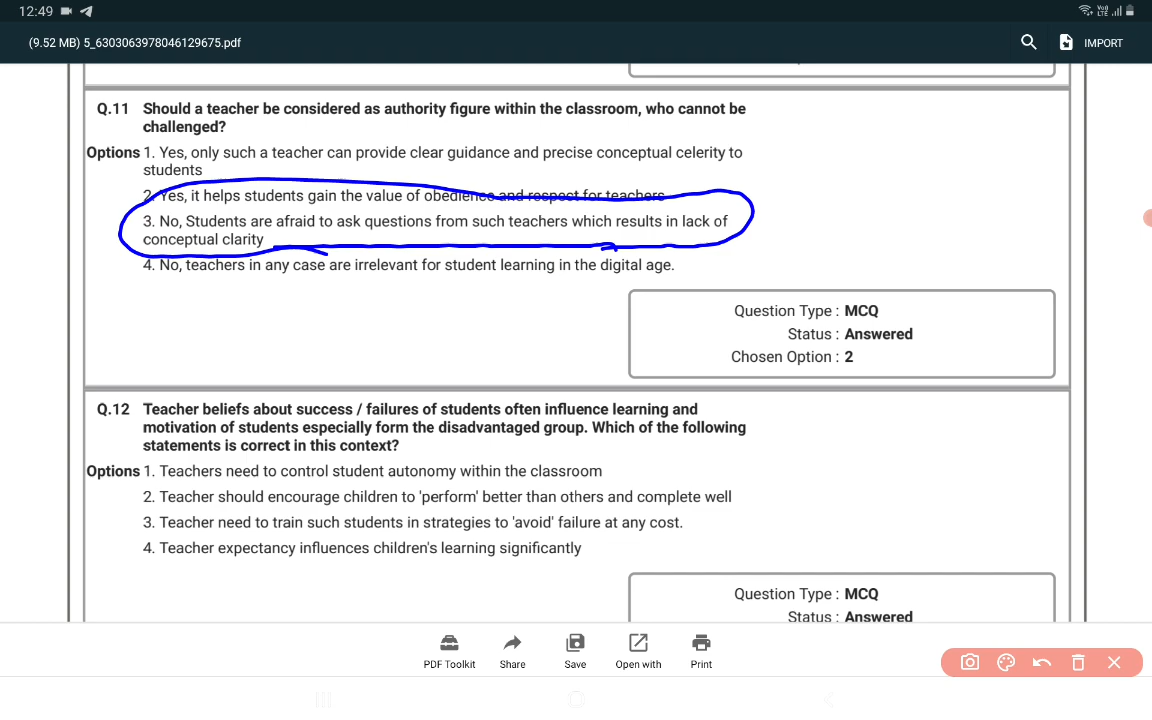 12:49
Vo))
LTE
(9.52 MB) 5_6303063978046129675.pdf
IMPORT
Q.11 Should a teacher be considered as authority figure within the classroom, who cannot be
challenged?
Options 1. Yes, only such a teacher can provide clear guidance and precise conceptual celerity to
students
2. Yes, it helps students gain the value of obedience and respect for teachers
3. No, Students are afraid to ask questions from such teachers which results in lack of
conceptual clarity
4. No, teachers in any case are irrelevant for student learning in the digital age.
Question Type : MCQ
Status : Answered
Chosen Option : 2
Q.12 Teacher beliefs about success / failures of students often influence learning and
motivation of students especially form the disadvantaged group. Which of the following
statements is correct in this context?
Options 1. Teachers need to control student autonomy within the classroom
2. Teacher should encourage children to 'perform' better than others and complete well
3. Teacher need to train such students in strategies to 'avoid' failure at any cost.
4. Teacher expectancy influences children's learning significantly
Question Type : MCQ
Status : Answered
PDF Toolkit
Share
Save
Open with
Print